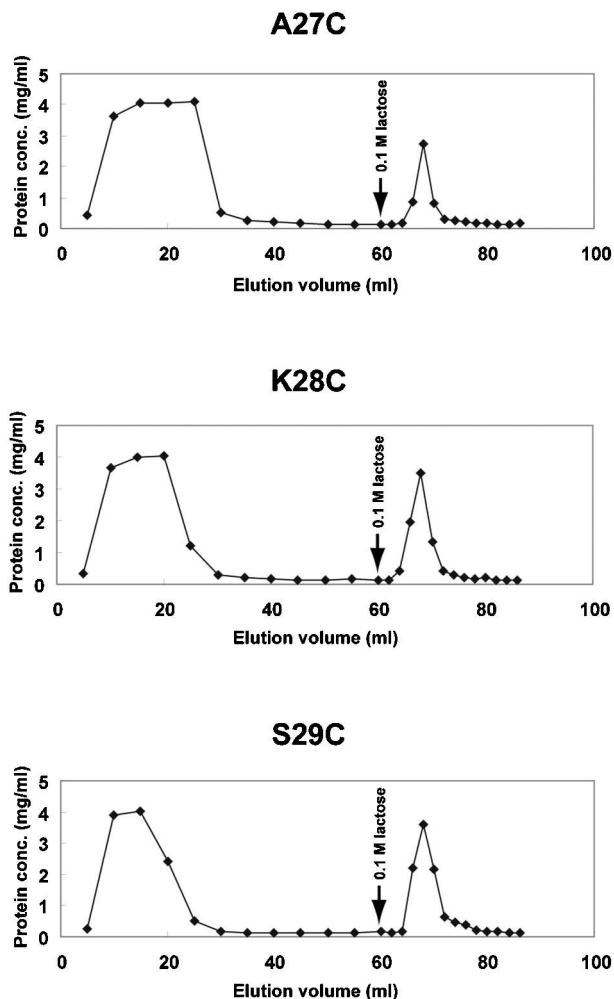 A27C
Protein conc. (mg/ml)
5
4
3
2
1
0
0.1 M lactose
0 20 40 60 80 100
Elution volume (ml)
K28C
Protein conc. (mg/ml)
5
4
3
2
1
0
0.1 M lactose
0 20 40 60 80 100
Elution volume (ml)
S29C
Protein conc. (mg/ml)
5
4
3
2
1
0
0.1 M lactose
0 20 40 60 80 100
Elution volume (ml)